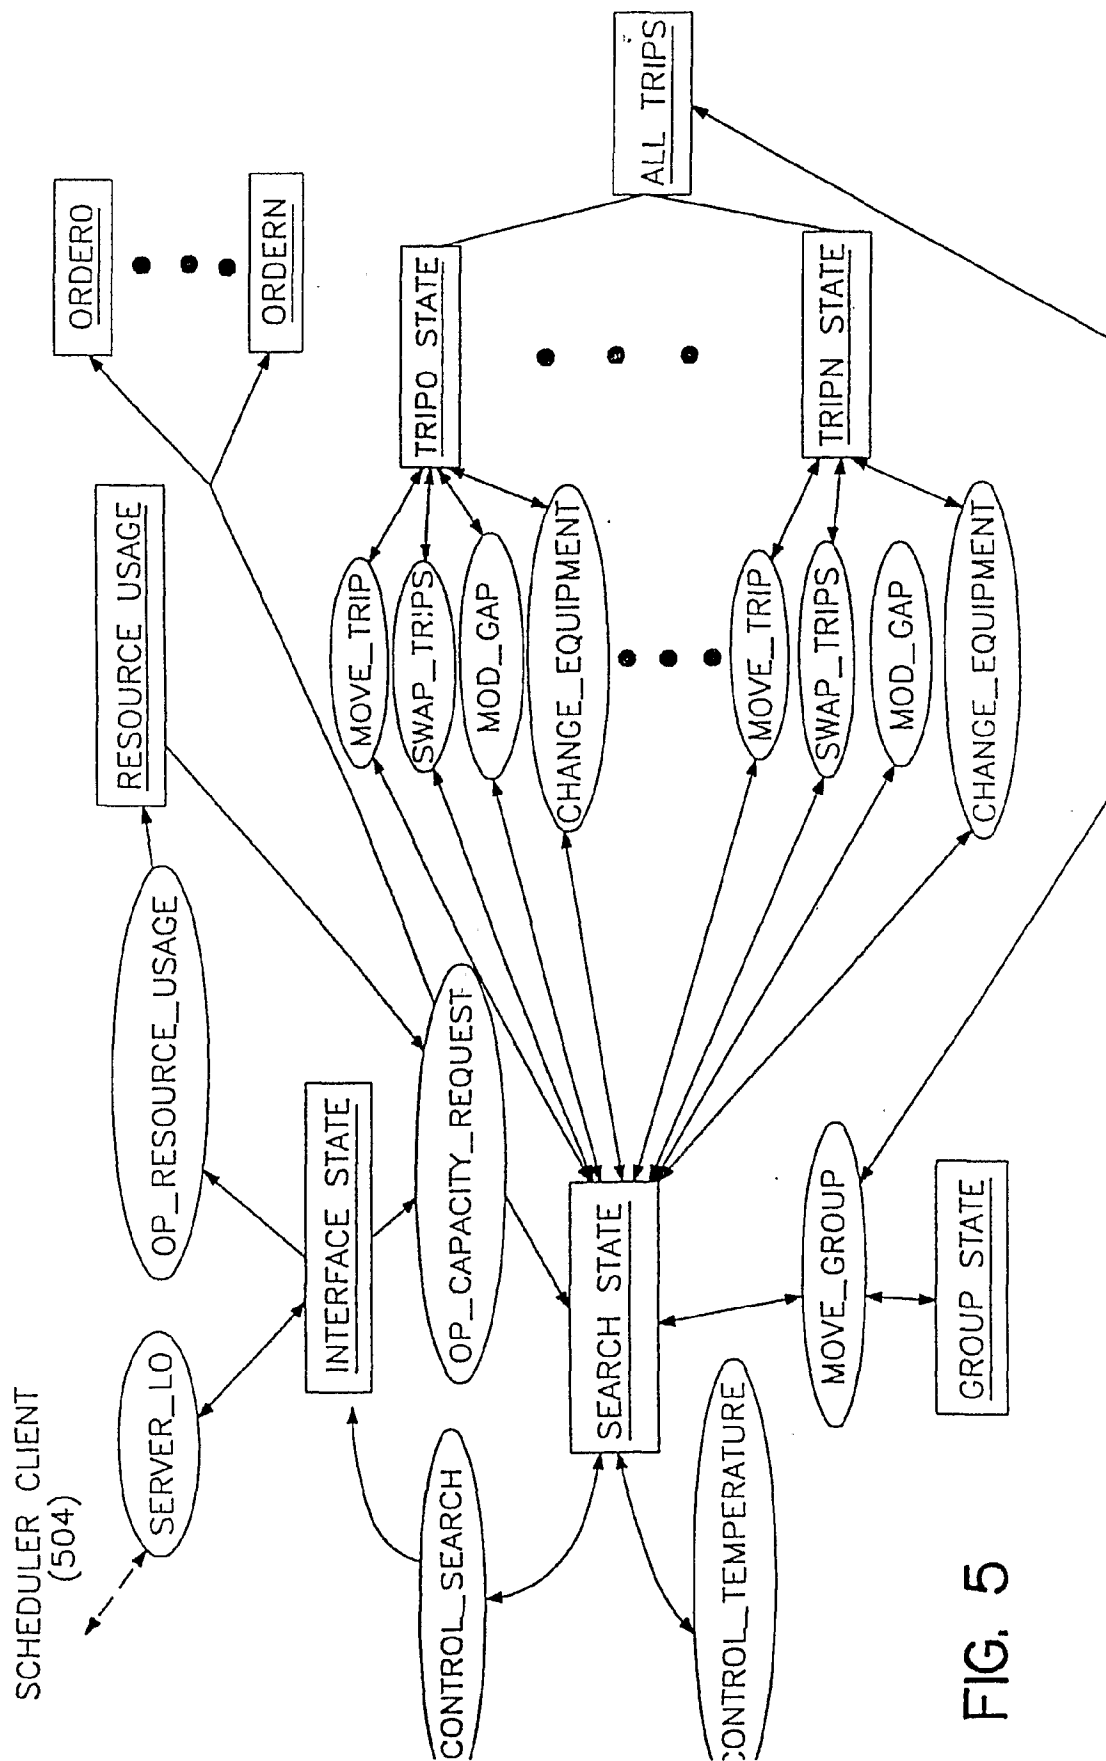 SCHEDULER CLIENT
(504)
SERVER_LO
OP_RESOURCE_USAGE
RESOURCE USAGE
ORDERO
ORDERN
INTERFACE STATE
CONTROL_SEARCH
OP_CAPACITY_REQUEST
MOVE_TRIP
SWAP_TRIPS
MOD_GAP
CHANGE_EQUIPMENT
TRIPO STATE
ALL TRIPS
SEARCH STATE
CONTROL_TEMPERATURE
MOVE_GROUP
GROUP STATE
MOVE_TRIP
SWAP_TRIPS
MOD_GAP
CHANGE_EQUIPMENT
TRIPN STATE
FIG. 5